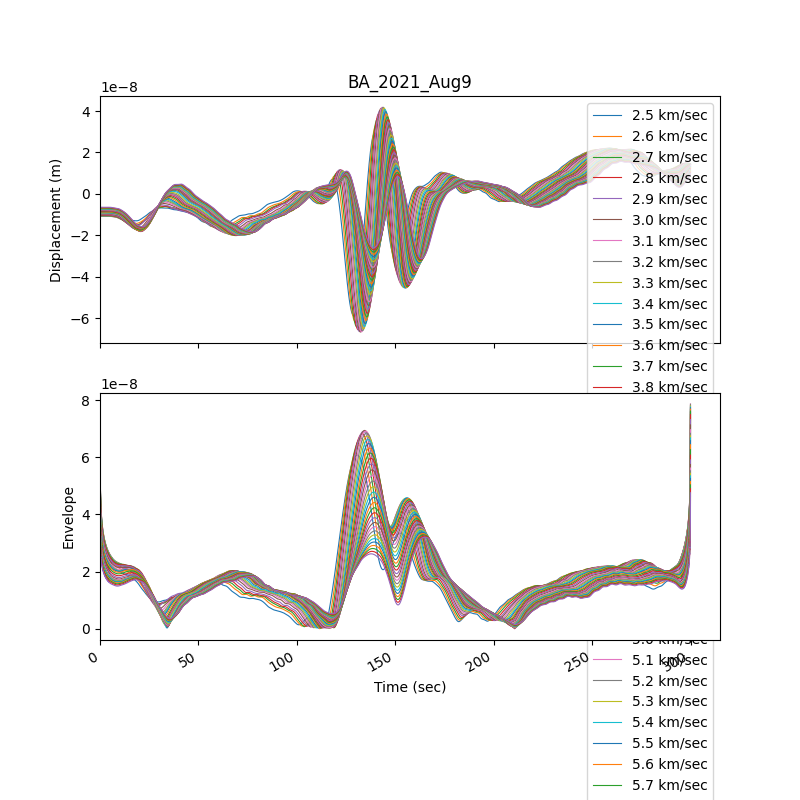 BA_2021_Aug9
1e−8
Displacement (m)
4
2
0
−2
−4
−6
2.5 km/sec
2.6 km/sec
2.7 km/sec
2.8 km/sec
2.9 km/sec
3.0 km/sec
3.1 km/sec
3.2 km/sec
3.3 km/sec
3.4 km/sec
3.5 km/sec
3.6 km/sec
3.7 km/sec
3.8 km/sec
1e−8
Envelope
8
6
4
2
0
0
50
100
150
200
250
300
Time (sec)
5.0 km/sec
5.1 km/sec
5.2 km/sec
5.3 km/sec
5.4 km/sec
5.5 km/sec
5.6 km/sec
5.7 km/sec